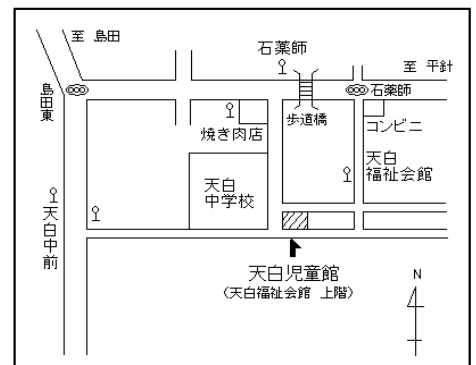 至 島田
石薬師
至 平針
島田東
石薬師
歩道橋
焼き肉店
コンビニ
天白
福祉会館
天白
中学校
天白中前
天白児童館
(天白福祉会館 上階)
N